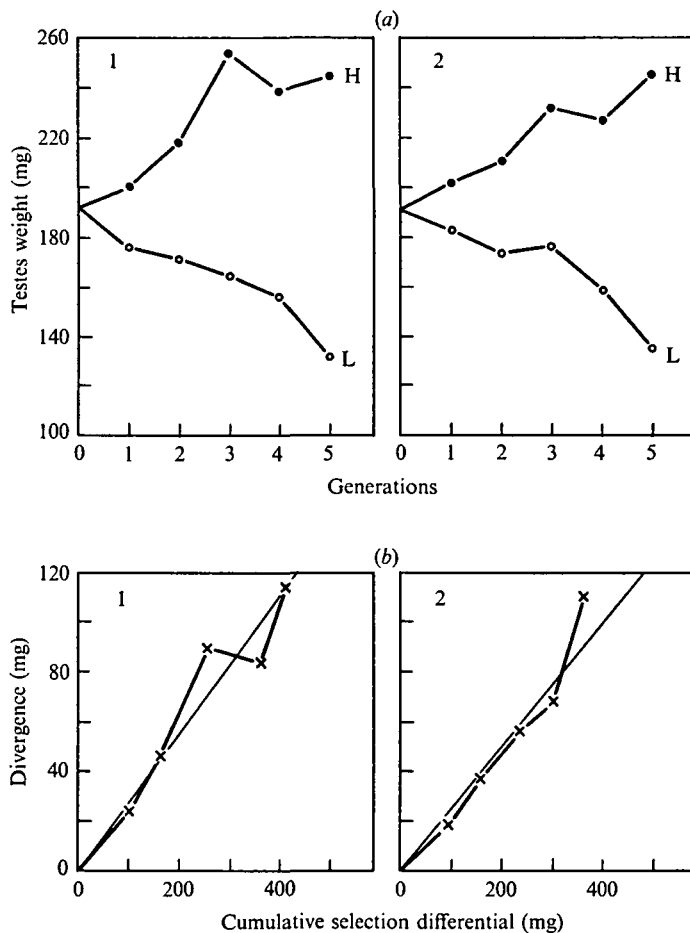 (a)
260
220
180
140
100
Testes weight (mg)
1
H
L
2
H
L
0 1 2 3 4 5
0 1 2 3 4 5
Generations
(b)
120
80
40
0
Divergence (mg)
1
2
0 200 400
0 200 400
Cumulative selection differential (mg)